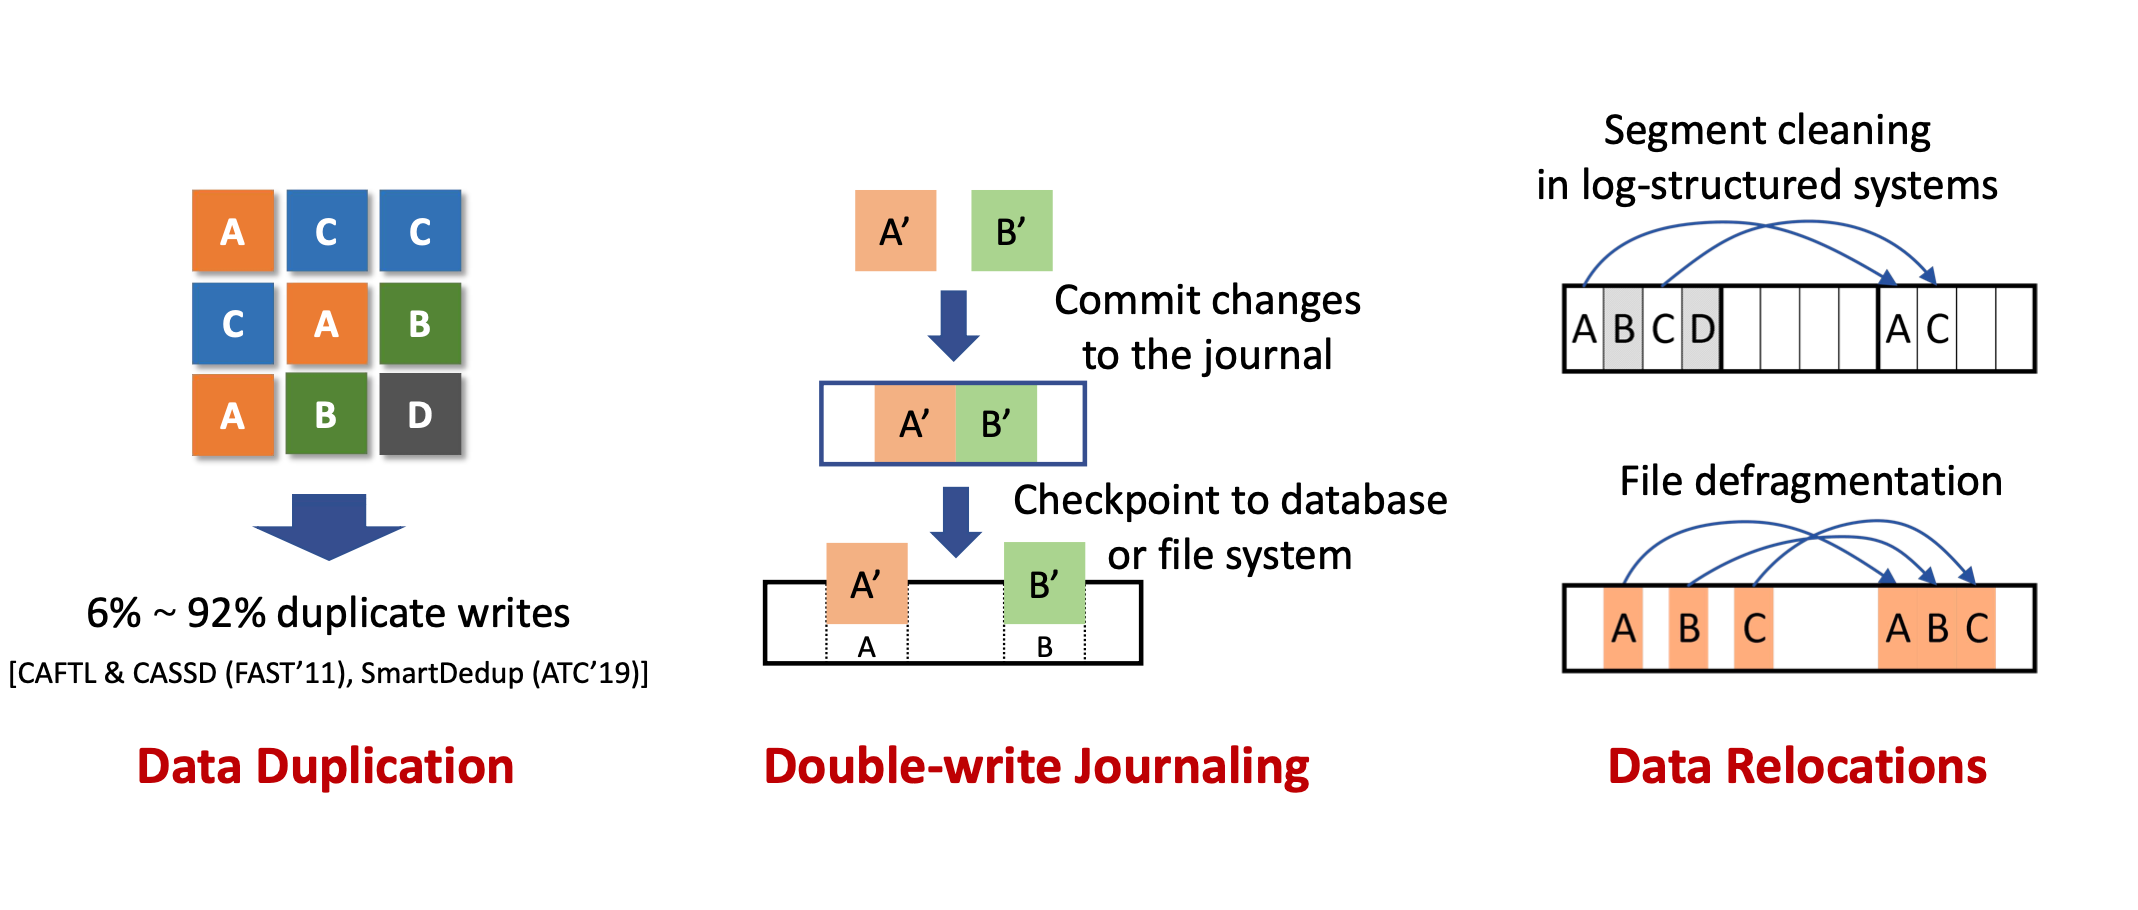 A C C
C A B
A B D
6% ~ 92% duplicate writes
[CAFTL & CASSD (FAST’11), SmartDedup (ATC’19)]
Data Duplication
A’ B’
Commit changes
to the journal
A’ B’
Checkpoint to database
or file system
A’ B’
A B
Double-write Journaling
Segment cleaning
in log-structured systems
A B C D A C
File defragmentation
A B C A B C
Data Relocations